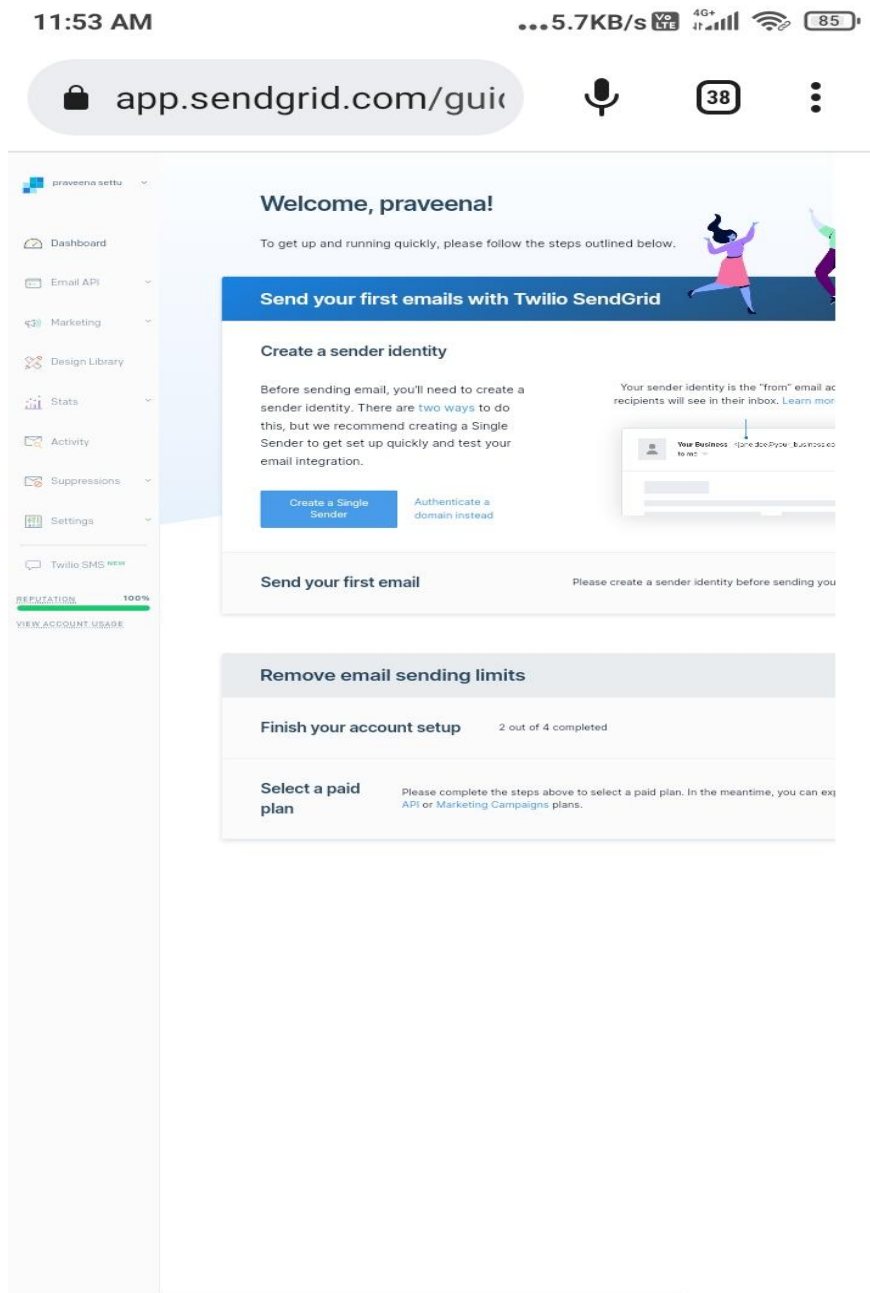 11:53 AM
...5.7KB/s Vo LTE 4G+ 85
app.sendgrid.com/gui
38
praveena settu
Dashboard
Email API
Marketing
Design Library
Stats
Activity
Suppressions
Settings
Twilio SMS NEW
REPUTATION 100%
VIEW ACCOUNT USAGE
Welcome, praveena!
To get up and running quickly, please follow the steps outlined below.
Send your first emails with Twilio SendGrid
Create a sender identity
Before sending email, you'll need to create a
sender identity. There are two ways to do
this, but we recommend creating a Single
Sender to get set up quickly and test your
email integration.
Create a Single
Sender
Authenticate a
domain instead
Your sender identity is the "from" email ac
recipients will see in their inbox. Learn mor
Your Business <jane.doe@your_business.co
to me
Send your first email
Please create a sender identity before sending you
Remove email sending limits
Finish your account setup
2 out of 4 completed
Select a paid
plan
Please complete the steps above to select a paid plan. In the meantime, you can exp
API or Marketing Campaigns plans.